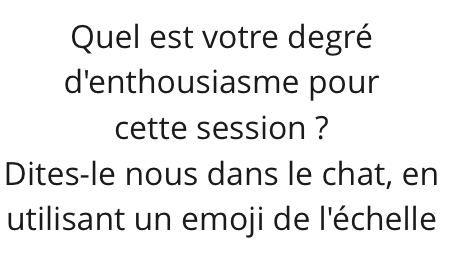 Quel est votre degré
d'enthousiasme pour
cette session ?
Dites-le nous dans le chat, en
utilisant un emoji de l'échelle